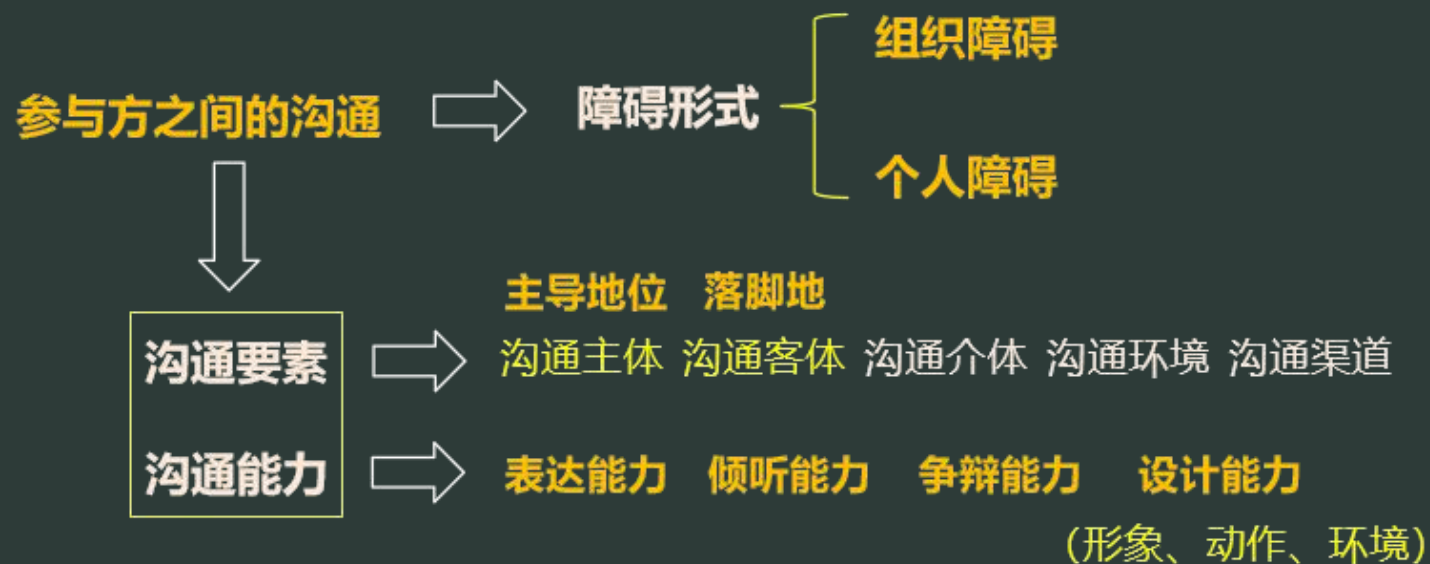 组织障碍
参与方之间的沟通 障碍形式
个人障碍
主导地位 落脚地
沟通要素 沟通主体 沟通客体 沟通介体 沟通环境 沟通渠道
沟通能力 表达能力 倾听能力 争辩能力 设计能力
(形象、动作、环境)